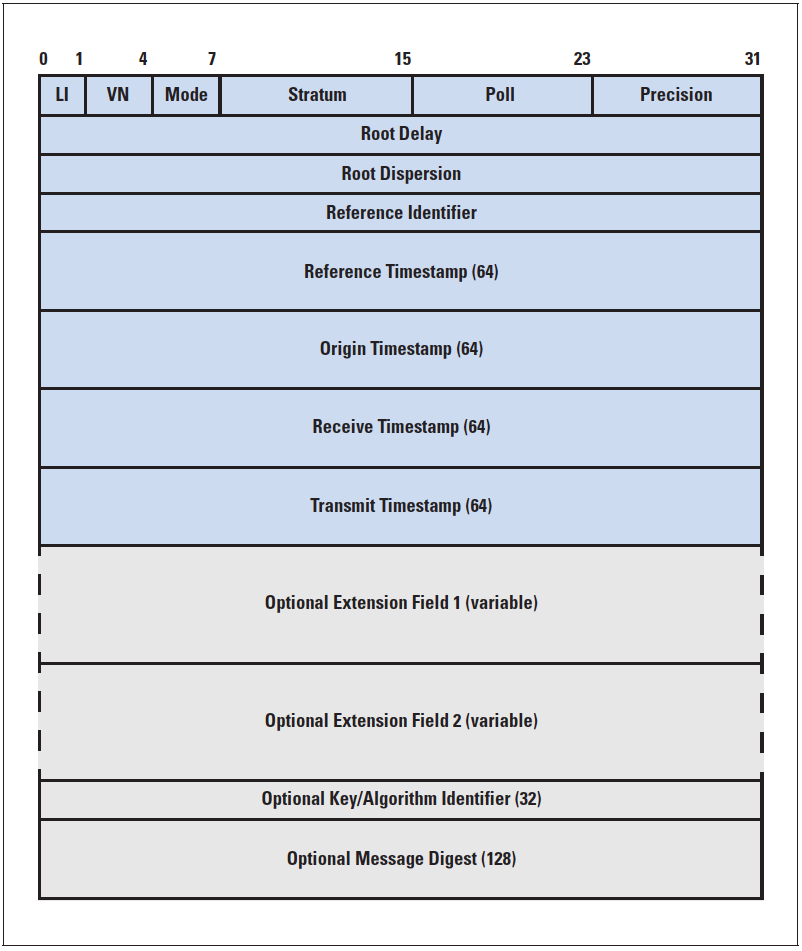 0 1 4 7 15 23 31
LI VN Mode Stratum Poll Precision
Root Delay
Root Dispersion
Reference Identifier
Reference Timestamp (64)
Origin Timestamp (64)
Receive Timestamp (64)
Transmit Timestamp (64)
Optional Extension Field 1 (variable)
Optional Extension Field 2 (variable)
Optional Key/Algorithm Identifier (32)
Optional Message Digest (128)